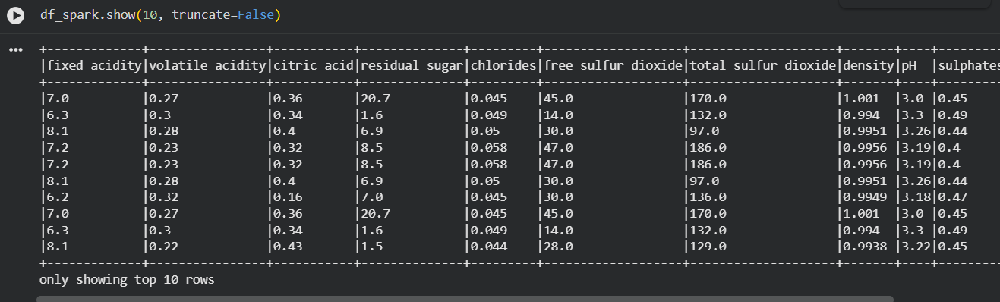 df_spark.show(10, truncate=False)
+-------------+----------------+-----------+--------------+---------+-------------------+--------------------+-------+----+---------
|fixed acidity|volatile acidity|citric acid|residual sugar|chlorides|free sulfur dioxide|total sulfur dioxide|density|pH  |sulphates
+-------------+----------------+-----------+--------------+---------+-------------------+--------------------+-------+----+---------
|7.0          |0.27            |0.36       |20.7          |0.045    |45.0               |170.0               |1.001  |3.0 |0.45
|6.3          |0.3             |0.34       |1.6           |0.049    |14.0               |132.0               |0.994  |3.3 |0.49
|8.1          |0.28            |0.4        |6.9           |0.05     |30.0               |97.0                |0.9951 |3.26|0.44
|7.2          |0.23            |0.32       |8.5           |0.058    |47.0               |186.0               |0.9956 |3.19|0.4
|7.2          |0.23            |0.32       |8.5           |0.058    |47.0               |186.0               |0.9956 |3.19|0.4
|8.1          |0.28            |0.4        |6.9           |0.05     |30.0               |97.0                |0.9951 |3.26|0.44
|6.2          |0.32            |0.16       |7.0           |0.045    |30.0               |136.0               |0.9949 |3.18|0.47
|7.0          |0.27            |0.36       |20.7          |0.045    |45.0               |170.0               |1.001  |3.0 |0.45
|6.3          |0.3             |0.34       |1.6           |0.049    |14.0               |132.0               |0.994  |3.3 |0.49
|8.1          |0.22            |0.43       |1.5           |0.044    |28.0               |129.0               |0.9938 |3.22|0.45
+-------------+----------------+-----------+--------------+---------+-------------------+--------------------+-------+----+---------
only showing top 10 rows